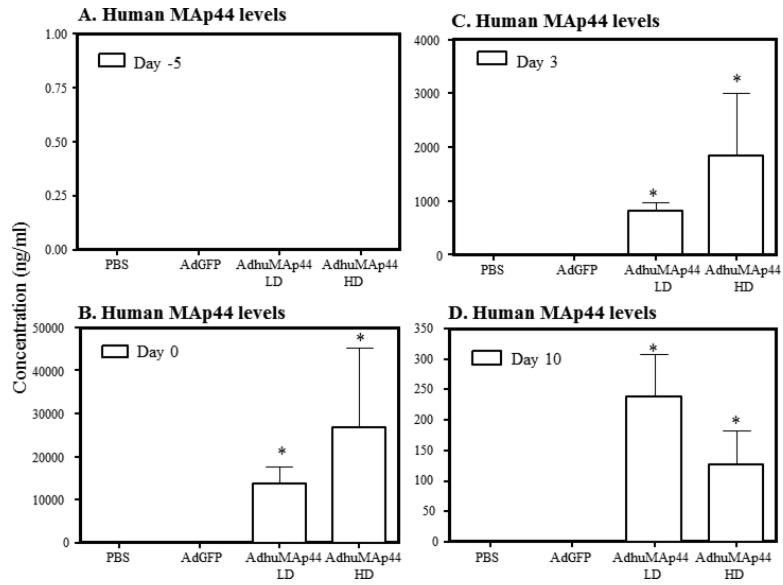 A. Human MAp44 levels
1.00
0.75
0.50
0.25
0.00
Day -5
PBS
AdGFP
AdhuMAp44
LD
AdhuMAp44
HD
C. Human MAp44 levels
4000
3000
2000
1000
0
Day 3
*
*
PBS
AdGFP
AdhuMAp44
LD
AdhuMAp44
HD
Concentration (ng/ml)
B. Human MAp44 levels
50000
40000
30000
20000
10000
0
Day 0
*
*
PBS
AdGFP
AdhuMAp44
LD
AdhuMAp44
HD
D. Human MAp44 levels
350
300
250
200
150
100
50
0
Day 10
*
*
PBS
AdGFP
AdhuMAp44
LD
AdhuMAp44
HD